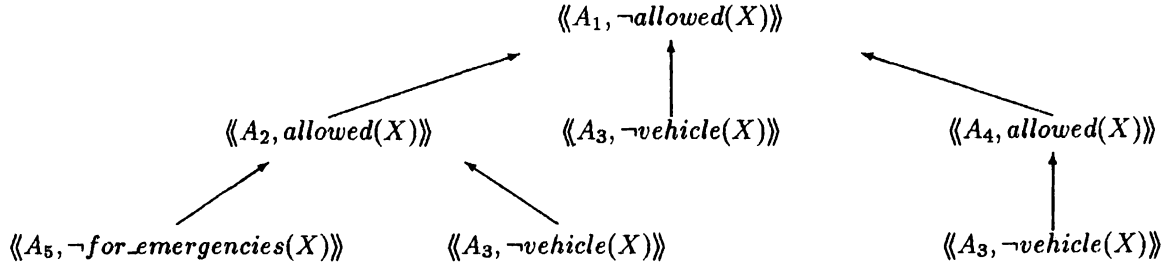 ⟪A₁, ¬allowed(X)⟫
⟪A₂, allowed(X)⟫ ⟪A₃, ¬vehicle(X)⟫ ⟪A₄, allowed(X)⟫
⟪A₅, ¬for_emergencies(X)⟫ ⟪A₃, ¬vehicle(X)⟫ ⟪A₃, ¬vehicle(X)⟫